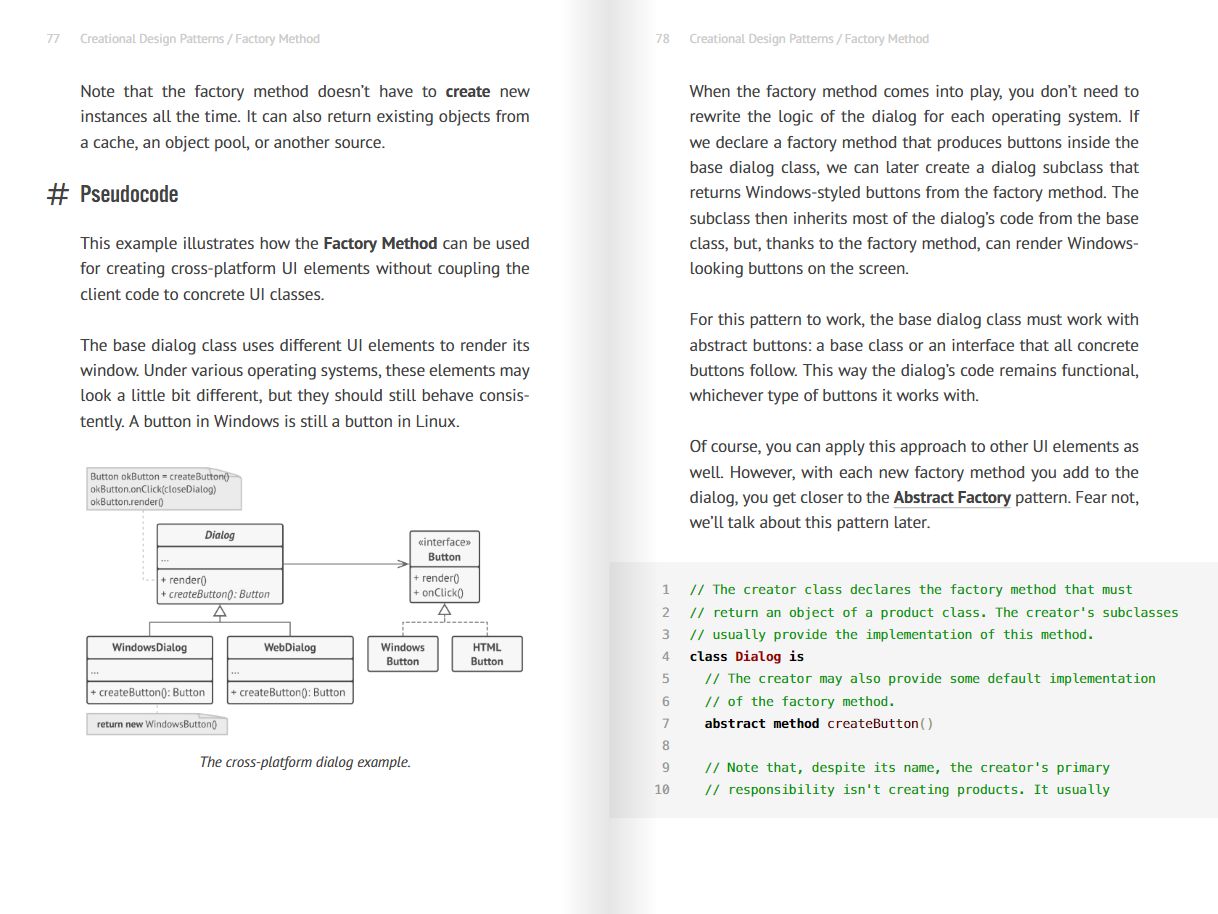 77 Creational Design Patterns / Factory Method
Note that the factory method doesn't have to create new
instances all the time. It can also return existing objects from
a cache, an object pool, or another source.
# Pseudocode
This example illustrates how the Factory Method can be used
for creating cross-platform UI elements without coupling the
client code to concrete UI classes.
The base dialog class uses different UI elements to render its
window. Under various operating systems, these elements may
look a little bit different, but they should still behave consis-
tently. A button in Windows is still a button in Linux.
Button okButton = createButton()
okButton.onClick(closeDialog)
okButton.render()
Dialog
...
+ render()
+ createButton(): Button
«interface»
Button
+ render()
+ onClick()
WindowsDialog
...
+ createButton(): Button
WebDialog
...
+ createButton(): Button
Windows
Button
HTML
Button
return new WindowsButton()
The cross-platform dialog example.
78 Creational Design Patterns / Factory Method
When the factory method comes into play, you don't need to
rewrite the logic of the dialog for each operating system. If
we declare a factory method that produces buttons inside the
base dialog class, we can later create a dialog subclass that
returns Windows-styled buttons from the factory method. The
subclass then inherits most of the dialog's code from the base
class, but, thanks to the factory method, can render Windows-
looking buttons on the screen.
For this pattern to work, the base dialog class must work with
abstract buttons: a base class or an interface that all concrete
buttons follow. This way the dialog's code remains functional,
whichever type of buttons it works with.
Of course, you can apply this approach to other UI elements as
well. However, with each new factory method you add to the
dialog, you get closer to the Abstract Factory pattern. Fear not,
we'll talk about this pattern later.
1 // The creator class declares the factory method that must
2 // return an object of a product class. The creator's subclasses
3 // usually provide the implementation of this method.
4 class Dialog is
5 // The creator may also provide some default implementation
6 // of the factory method.
7 abstract method createButton()
8
9 // Note that, despite its name, the creator's primary
10 // responsibility isn't creating products. It usually